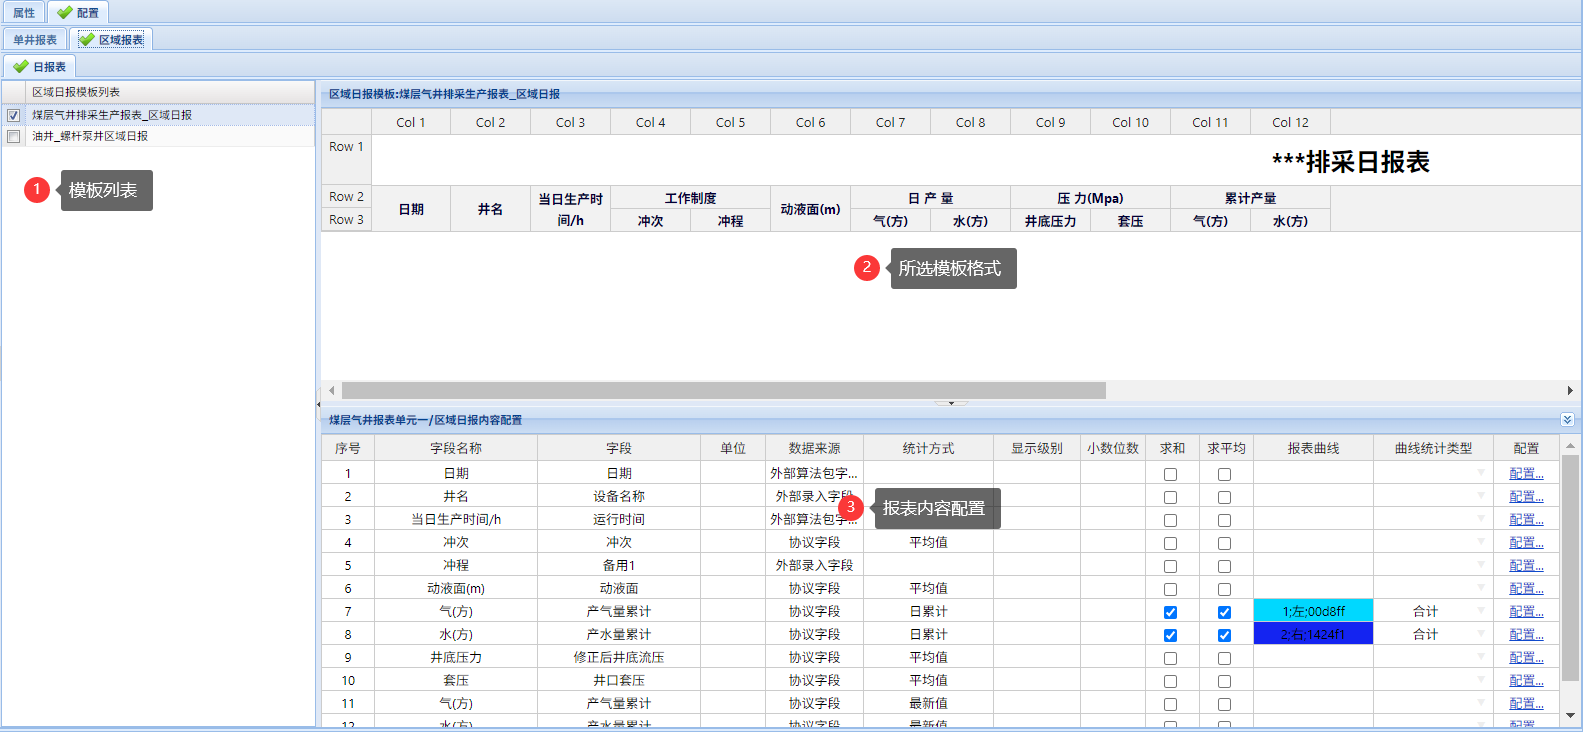 属性 配置
单井报表 区域报表
日报表
区域日报模板列表
煤层气井排采生产报表_区域日报
油井_螺杆泵井区域日报
1 模板列表
区域日报模板:煤层气井排采生产报表_区域日报
Col 1 Col 2 Col 3 Col 4 Col 5 Col 6 Col 7 Col 8 Col 9 Col 10 Col 11 Col 12
Row 1 ***排采日报表
Row 2 日期 井名 当日生产时间/h 工作制度 动液面(m) 日 产 量 压 力(Mpa) 累计产量
Row 3 冲次 冲程 气(方) 水(方) 井底压力 套压 气(方) 水(方)
2 所选模板格式
煤层气井报表单元一/区域日报内容配置
序号 字段名称 字段 单位 数据来源 统计方式 显示级别 小数位数 求和 求平均 报表曲线 曲线统计类型 配置
1 日期 日期 外部算法包字... 配置...
2 井名 设备名称 外部录入字段 配置...
3 当日生产时间/h 运行时间 外部算法包字... 配置...
3 报表内容配置
4 冲次 冲次 协议字段 平均值 配置...
5 冲程 备用1 外部录入字段 配置...
6 动液面(m) 动液面 协议字段 平均值 配置...
7 气(方) 产气量累计 协议字段 日累计 1;左;00d8ff 合计 配置...
8 水(方) 产水量累计 协议字段 日累计 2;右;1424f1 合计 配置...
9 井底压力 修正后井底流压 协议字段 平均值 配置...
10 套压 井口套压 协议字段 平均值 配置...
11 气(方) 产气量累计 协议字段 最新值 配置...
12 水(方) 产水量累计 协议字段 最新值 配置...